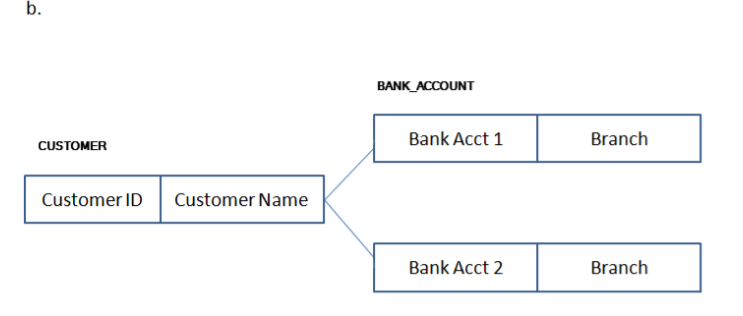 b.
BANK_ACCOUNT
Bank Acct 1 Branch
CUSTOMER
Customer ID Customer Name
Bank Acct 2 Branch